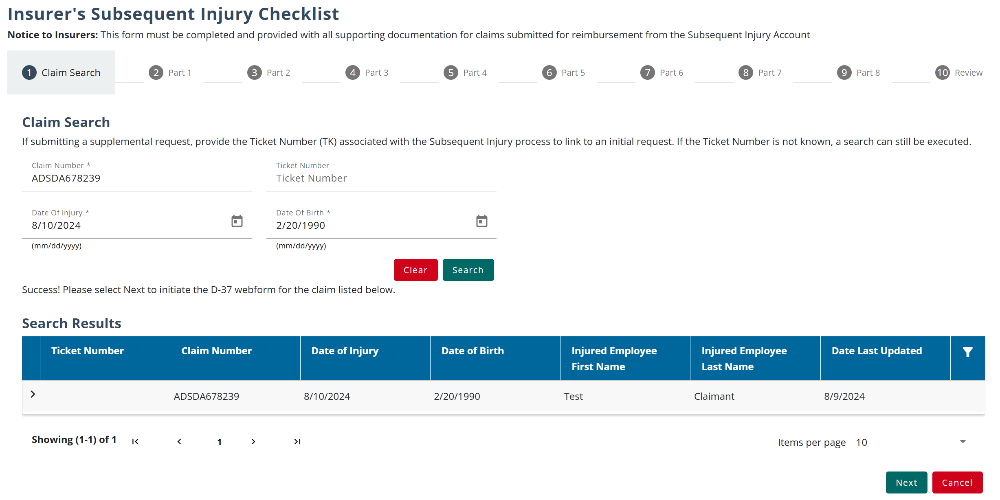 Insurer's Subsequent Injury Checklist
Notice to Insurers: This form must be completed and provided with all supporting documentation for claims submitted for reimbursement from the Subsequent Injury Account
1 Claim Search 2 Part 1 3 Part 2 4 Part 3 5 Part 4 6 Part 5 7 Part 6 8 Part 7 9 Part 8 10 Review
Claim Search
If submitting a supplemental request, provide the Ticket Number (TK) associated with the Subsequent Injury process to link to an initial request. If the Ticket Number is not known, a search can still be executed.
Claim Number * Ticket Number
ADSDA678239 Ticket Number
Date Of Injury * Date Of Birth *
8/10/2024 2/20/1990
(mm/dd/yyyy) (mm/dd/yyyy)
Clear Search
Success! Please select Next to initiate the D-37 webform for the claim listed below.
Search Results
Ticket Number Claim Number Date of Injury Date of Birth Injured Employee Injured Employee Date Last Updated
First Name Last Name
ADSDA678239 8/10/2024 2/20/1990 Test Claimant 8/9/2024
Showing (1-1) of 1 1 Items per page 10
Next Cancel